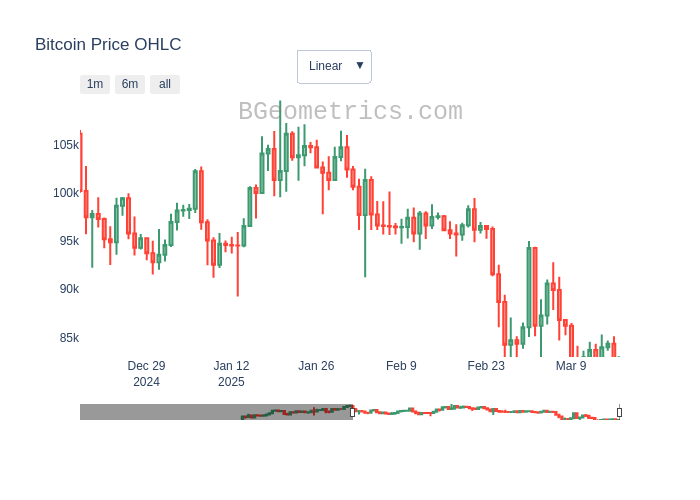 Bitcoin Price OHLC
Linear ▼
1m 6m all
BGeometrics.com
105k
100k
95k
90k
85k
Dec 29 Jan 12 Jan 26 Feb 9 Feb 23 Mar 9
2024 2025